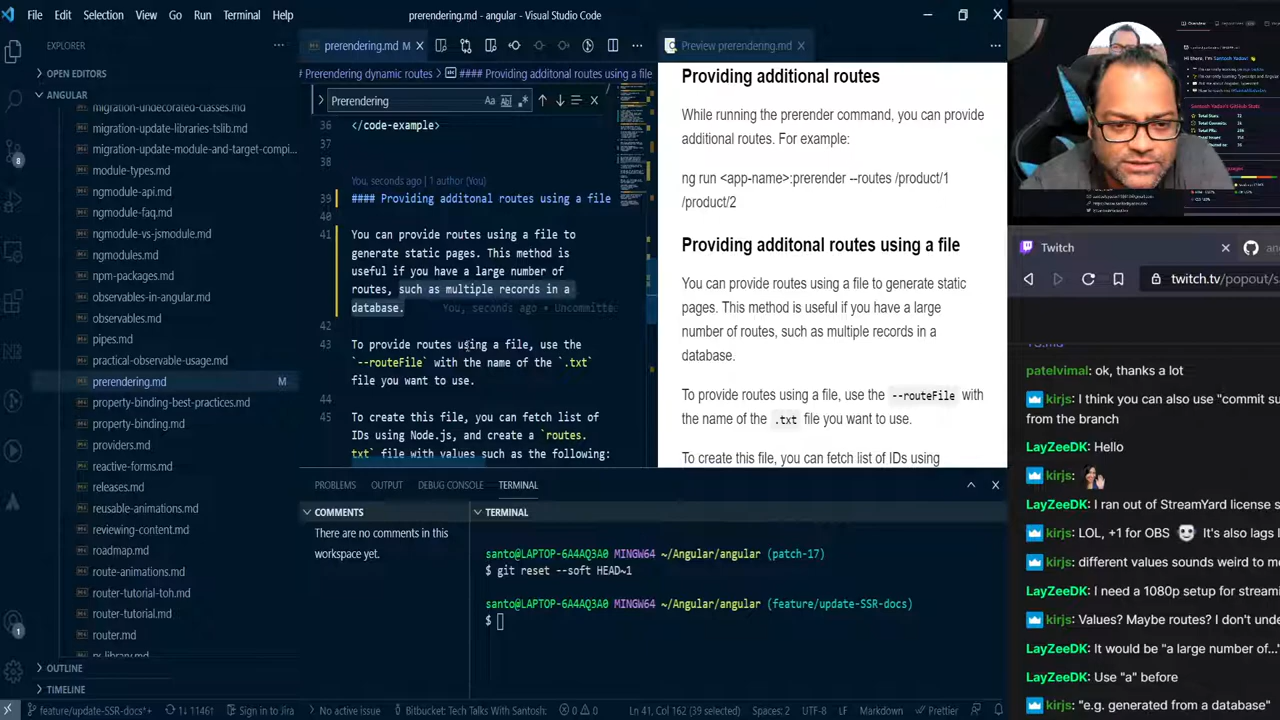 File Edit Selection View Go Run Terminal Help
prerendering.md - angular - Visual Studio Code
EXPLORER
OPEN EDITORS
ANGULAR
migration-undecorated-classes.md
migration-update-libraries-tslib.md
migration-update-module-and-target-compi...
module-types.md
ngmodule-api.md
ngmodule-faq.md
ngmodule-vs-jsmodule.md
ngmodules.md
npm-packages.md
observables-in-angular.md
observables.md
pipes.md
practical-observable-usage.md
prerendering.md M
property-binding-best-practices.md
property-binding.md
providers.md
reactive-forms.md
releases.md
reusable-animations.md
reviewing-content.md
roadmap.md
route-animations.md
router-tutorial-toh.md
router-tutorial.md
router.md
OUTLINE
TIMELINE
8
1
prerendering.md M
# Prerendering dynamic routes
#### Providing additonal routes using a file
Prerendering
Aa
36 </code-example>
37
38
You, seconds ago | 1 author (You)
39 #### Providing additonal routes using a file
40
41 You can provide routes using a file to
generate static pages. This method is
useful if you have a large number of
routes, such as multiple records in a
database. You, seconds ago • Uncommitte
42
43 To provide routes using a file, use the
`--routeFile` with the name of the `.txt`
file you want to use.
44
45 To create this file, you can fetch list of
IDs using Node.js, and create a `routes.
txt` file with values such as the following:
Preview prerendering.md
Providing additional routes
While running the prerender command, you can provide
additional routes. For example:
ng run <app-name>:prerender --routes /product/1
/product/2
Providing additonal routes using a file
You can provide routes using a file to generate static
pages. This method is useful if you have a large
number of routes, such as multiple records in a
database.
To provide routes using a file, use the --routeFile with
the name of the .txt file you want to use.
To create this file, you can fetch list of IDs using
PROBLEMS OUTPUT DEBUG CONSOLE TERMINAL
COMMENTS
There are no comments in this
workspace yet.
TERMINAL
santo@LAPTOP-6A4AQ3A0 MINGW64 ~/Angular/angular (patch-17)
$ git reset --soft HEAD~1
santo@LAPTOP-6A4AQ3A0 MINGW64 ~/Angular/angular (feature/update-SSR-docs)
$
feature/update-SSR-docs*+ 1↓ 1146↑ Sign in to Jira No active issue Bitbucket: Tech Talks With Santosh: 0 0 Ln 41, Col 162 (39 selected) Spaces: 2 UTF-8 LF Markdown Prettier
Twitch
twitch.tv/popout/s
patelvimal: ok, thanks a lot
kirjs: I think you can also use "commit su
from the branch
LayZeeDK: Hello
kirjs:
LayZeeDK: I ran out of StreamYard license s
kirjs: LOL, +1 for OBS It's also lags l
kirjs: different values sounds weird to me
LayZeeDK: I need a 1080p setup for streami
kirjs: Values? Maybe routes? I don't unde
LayZeeDK: It would be "a large number of..."
LayZeeDK: Use "a" before
kirjs: "e.g. generated from a database"